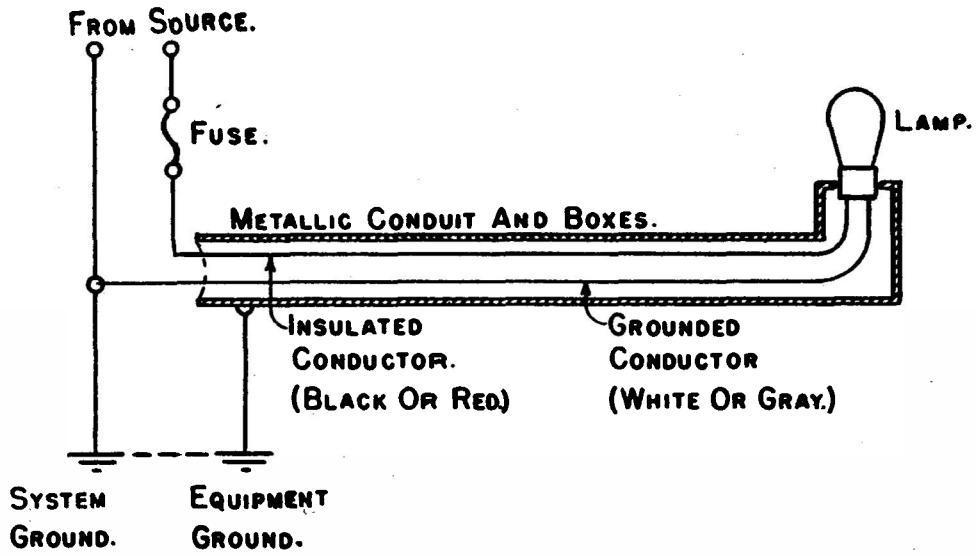 FROM SOURCE.
FUSE.
LAMP.
METALLIC CONDUIT AND BOXES.
INSULATED
CONDUCTOR.
(BLACK OR RED.)
GROUNDED
CONDUCTOR
(WHITE OR GRAY.)
SYSTEM
GROUND.
EQUIPMENT
GROUND.